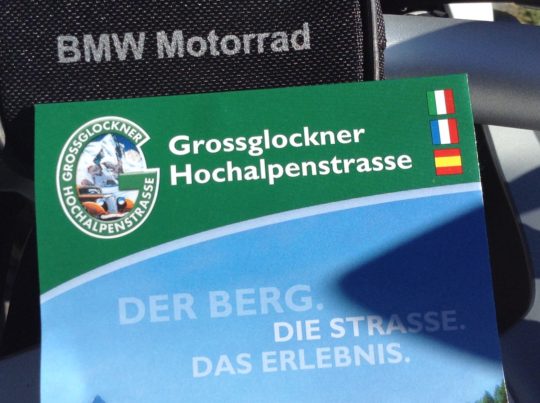 BMW Motorrad
GROSSGLOCKNER
HOCHALPENSTRASSE
Grossglockner
Hochalpenstrasse
DER BERG.
DIE STRASSE.
DAS ERLEBNIS.